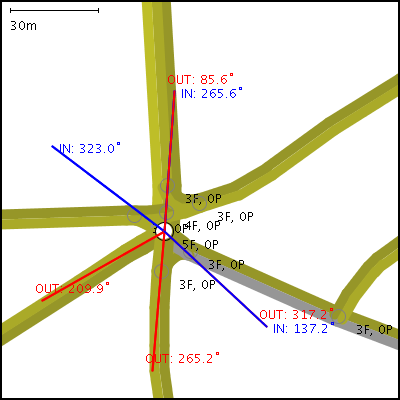 30m
OUT: 85.6°
IN: 265.6°
IN: 323.0°
3F, 0P
3F, 0P
4F, 0P
0P
5F, 0P
3F, 0P
3F, 0P
OUT: 209.9°
OUT: 317.2°
IN: 137.2°
3F, 0P
OUT: 265.2°